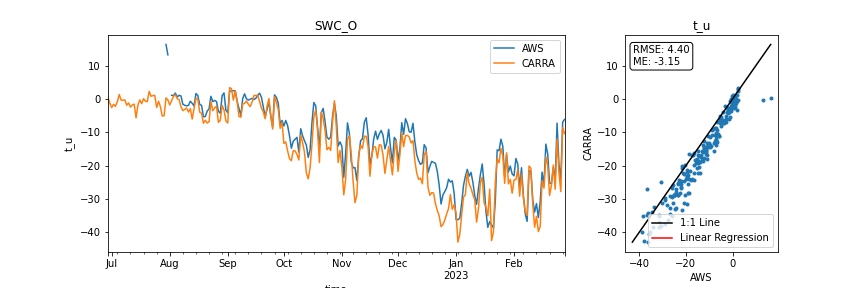 SWC_O
AWS
CARRA
t_u
10
0
−10
−20
−30
−40
Jul
Aug
Sep
Oct
Nov
Dec
Jan
2023
Feb
t_u
RMSE: 4.40
ME: -3.15
CARRA
10
0
−10
−20
−30
−40
1:1 Line
Linear Regression
−40
−20
0
AWS